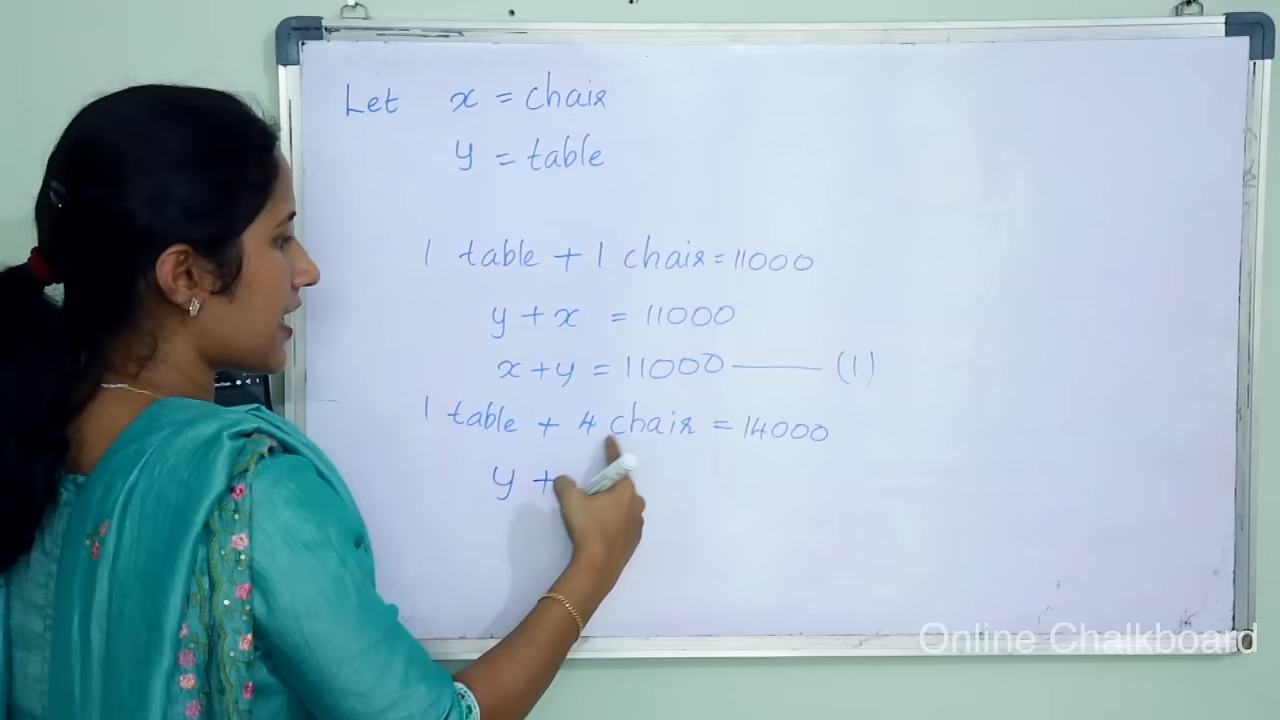 Let x = chair
y = table
1 table + 1 chair = 11000
y + x = 11000
x + y = 11000 —— (1)
1 table + 4 chair = 14000
y +
Online Chalkboard